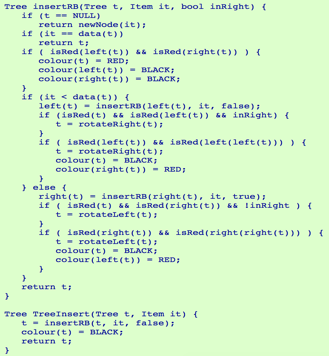 Tree insertRB(Tree t, Item it, bool inRight) {
if (t == NULL)
return newNode(it);
if (it == data(t))
return t;
if ( isRed(left(t)) && isRed(right(t)) ) {
colour(t) = RED;
colour(left(t)) = BLACK;
colour(right(t)) = BLACK;
}
if (it < data(t)) {
left(t) = insertRB(left(t), it, false);
if (isRed(t) && isRed(left(t)) && inRight) {
t = rotateRight(t);
}
if ( isRed(left(t)) && isRed(left(left(t))) ) {
t = rotateRight(t);
colour(t) = BLACK;
colour(right(t)) = RED;
}
} else {
right(t) = insertRB(right(t), it, true);
if ( isRed(t) && isRed(right(t)) && !inRight ) {
t = rotateLeft(t);
}
if ( isRed(right(t)) && isRed(right(right(t))) ) {
t = rotateLeft(t);
colour(t) = BLACK;
colour(left(t)) = RED;
}
}
return t;
}
Tree TreeInsert(Tree t, Item it) {
t = insertRB(t, it, false);
colour(t) = BLACK;
return t;
}